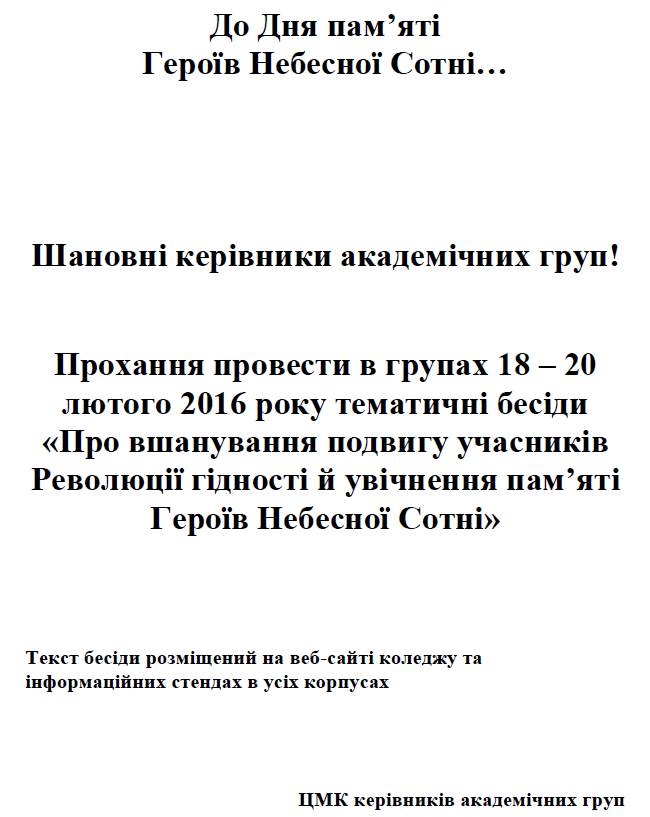 До Дня пам’яті
Героїв Небесної Сотні…
Шановні керівники академічних груп!
Прохання провести в групах 18 – 20
лютого 2016 року тематичні бесіди
«Про вшанування подвигу учасників
Революції гідності й увічнення пам’яті
Героїв Небесної Сотні»
Текст бесіди розміщений на веб-сайті коледжу та
інформаційних стендах в усіх корпусах
ЦМК керівників академічних груп